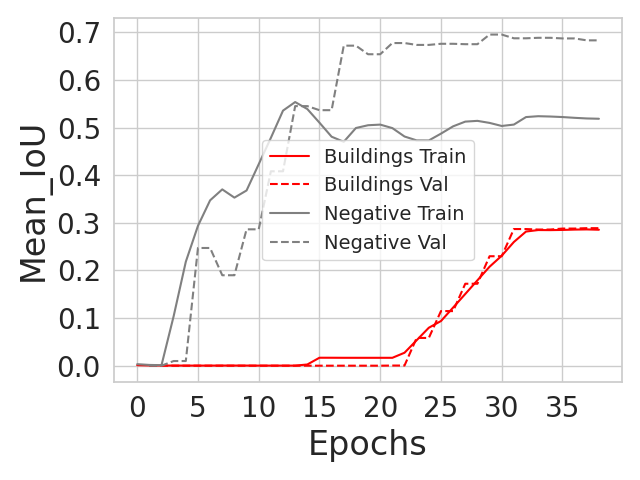 0.7
0.6
0.5
0.4
0.3
0.2
0.1
0.0
Mean_IoU
Buildings Train
Buildings Val
Negative Train
Negative Val
0 5 10 15 20 25 30 35
Epochs